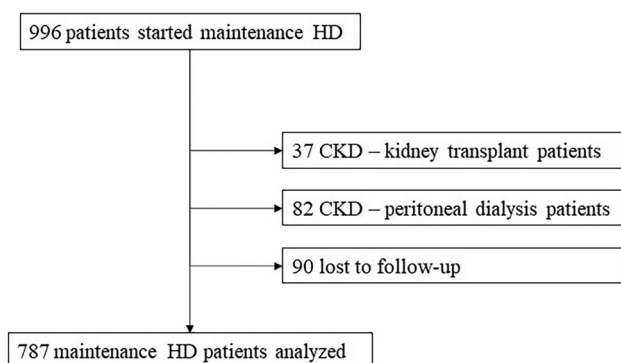 996 patients started maintenance HD
37 CKD – kidney transplant patients
82 CKD – peritoneal dialysis patients
90 lost to follow-up
787 maintenance HD patients analyzed